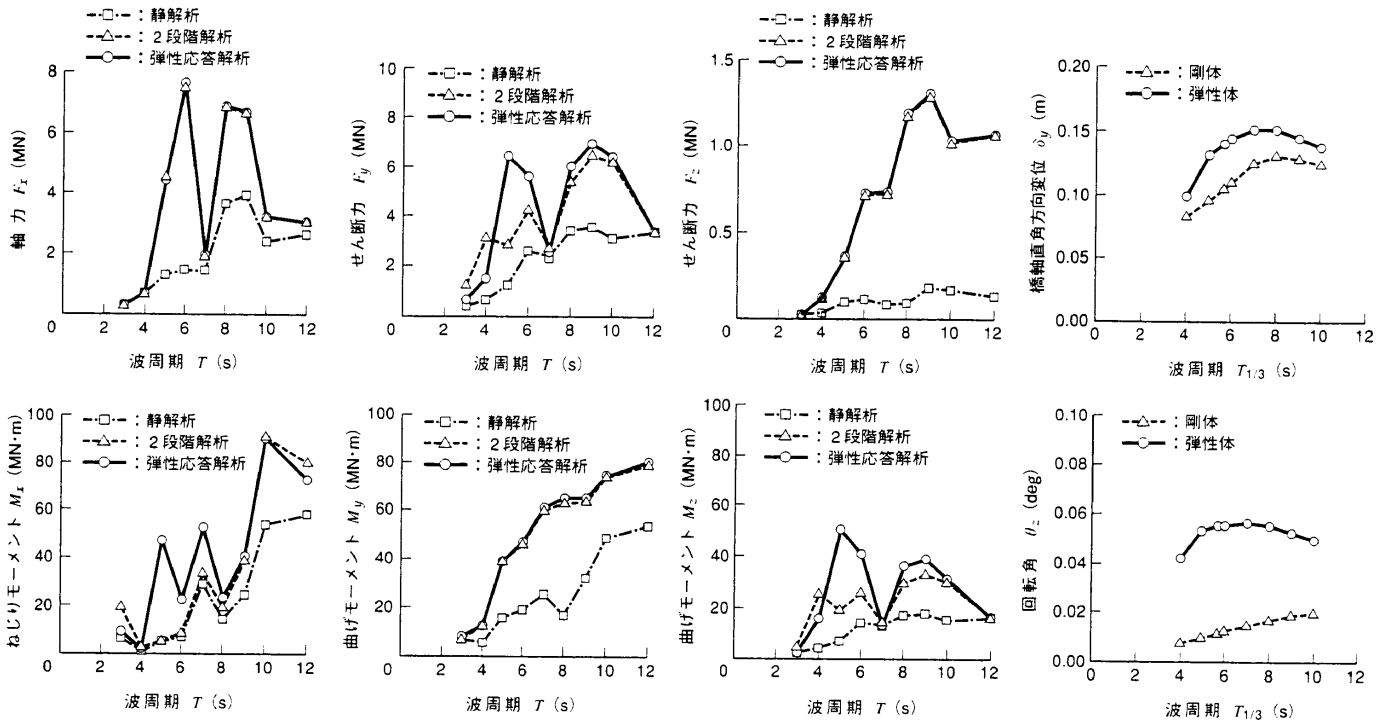 : 静解析
: 2段階解析
: 弾性応答解析
8
6
4
2
0
4 6 8 10 12
軸力 Fx (MN)
波周期 T (s)
: 静解析
: 2段階解析
: 弾性応答解析
10
8
6
4
2
0
2 4 6 8 10 12
せん断力 Fy (MN)
波周期 T (s)
: 静解析
: 2段階解析
: 弾性応答解析
1.5
1.0
0.5
0
2 4 6 8 10 12
せん断力 Fz (MN)
波周期 T (s)
: 剛体
: 弾性体
0.20
0.15
0.10
0.05
0.00
0 2 4 6 8 10 12
橋軸直角方向変位 δy (m)
波周期 T1/3 (s)
: 静解析
: 2段階解析
: 弾性応答解析
100
80
60
40
20
0
2 4 6 8 10 12
ねじりモーメント Mx (MN·m)
波周期 T (s)
: 静解析
: 2段階解析
: 弾性応答解析
100
80
60
40
20
0
2 4 6 8 10 12
曲げモーメント My (MN·m)
波周期 T (s)
: 静解析
: 2段階解析
: 弾性応答解析
100
80
60
40
20
0
2 4 6 8 10 12
曲げモーメント Mz (MN·m)
波周期 T (s)
: 剛体
: 弾性体
0.10
0.08
0.06
0.04
0.02
0.00
0 2 4 6 8 10 12
回転角 θz (deg)
波周期 T1/3 (s)